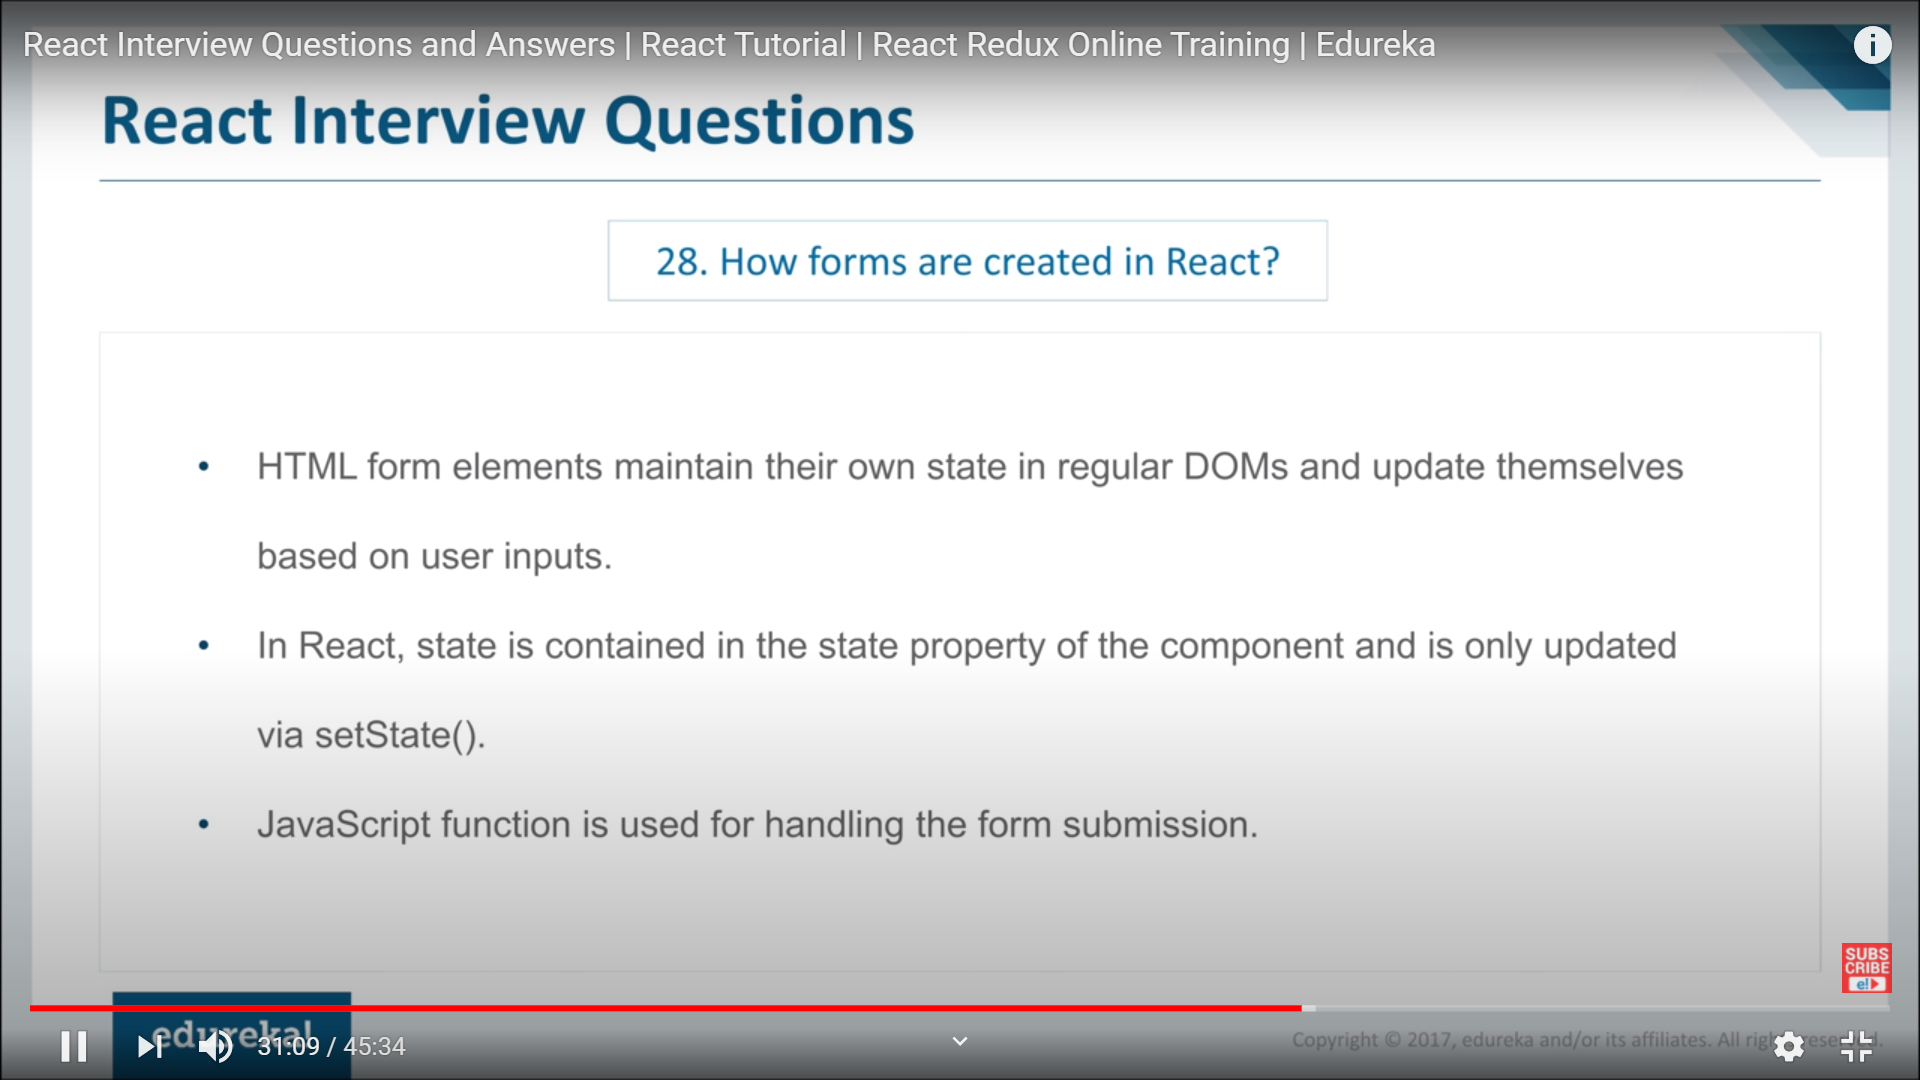 React Interview Questions and Answers | React Tutorial | React Redux Online Training | Edureka
React Interview Questions
28. How forms are created in React?
• HTML form elements maintain their own state in regular DOMs and update themselves
based on user inputs.
• In React, state is contained in the state property of the component and is only updated
via setState().
• JavaScript function is used for handling the form submission.
SUBS
CRIBE
e!
edureka!
31:09 / 45:34
Copyright © 2017, edureka and/or its affiliates. All rights reserved.